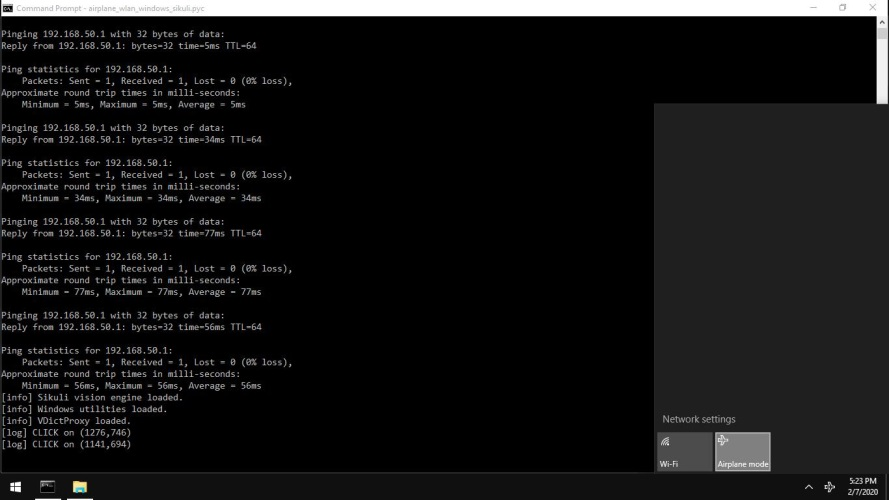 Command Prompt - airplane_wlan_windows_sikuli.pyc
Pinging 192.168.50.1 with 32 bytes of data:
Reply from 192.168.50.1: bytes=32 time=5ms TTL=64
Ping statistics for 192.168.50.1:
Packets: Sent = 1, Received = 1, Lost = 0 (0% loss),
Approximate round trip times in milli-seconds:
Minimum = 5ms, Maximum = 5ms, Average = 5ms
Pinging 192.168.50.1 with 32 bytes of data:
Reply from 192.168.50.1: bytes=32 time=34ms TTL=64
Ping statistics for 192.168.50.1:
Packets: Sent = 1, Received = 1, Lost = 0 (0% loss),
Approximate round trip times in milli-seconds:
Minimum = 34ms, Maximum = 34ms, Average = 34ms
Pinging 192.168.50.1 with 32 bytes of data:
Reply from 192.168.50.1: bytes=32 time=77ms TTL=64
Ping statistics for 192.168.50.1:
Packets: Sent = 1, Received = 1, Lost = 0 (0% loss),
Approximate round trip times in milli-seconds:
Minimum = 77ms, Maximum = 77ms, Average = 77ms
Pinging 192.168.50.1 with 32 bytes of data:
Reply from 192.168.50.1: bytes=32 time=56ms TTL=64
Ping statistics for 192.168.50.1:
Packets: Sent = 1, Received = 1, Lost = 0 (0% loss),
Approximate round trip times in milli-seconds:
Minimum = 56ms, Maximum = 56ms, Average = 56ms
[info] Sikuli vision engine loaded.
[info] Windows utilities loaded.
[info] VDictProxy loaded.
[log] CLICK on (1276,746)
[log] CLICK on (1141,694)
Network settings
Wi-Fi
Airplane mode
5:23 PM
2/7/2020